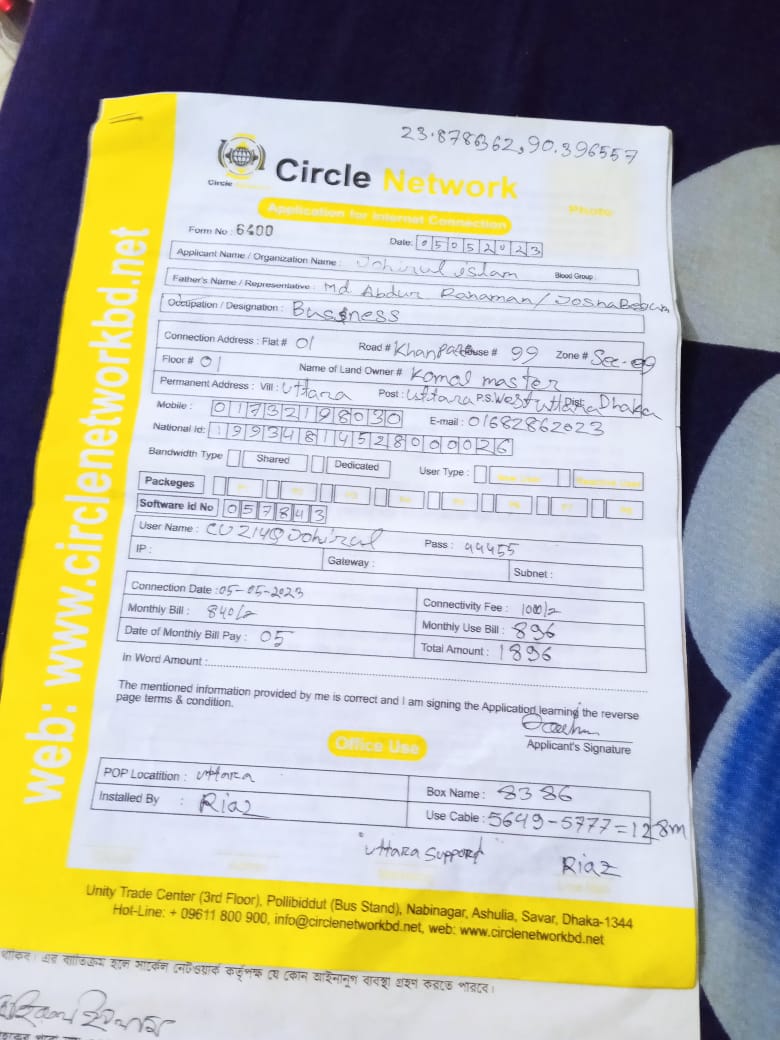 23.878362,90.396557
Circle Network
Circle
Application for Internet Connection
Photo
Form No : 6400
Date: 05052023
Applicant Name / Organization Name : Johirul islam Blood Group :
Father's Name / Representative : Md Abdur Rahaman / Josna Begum
Occupation / Designation : Business
Connection Address : Flat # 01 Road # Khanpara House # 99 Zone # Sec-09
Floor # 01 Name of Land Owner # Komal master
Permanent Address : Vill : Uttara Post : Uttara P.S. West Uttara Dist: Dhaka
Mobile : 01732198030 E-mail : 01682862023
National Id: 19934814528000026
Bandwidth Type Shared Dedicated User Type :
Packeges
Software Id No 057843
User Name : Pass : 44455
IP : Gateway : Subnet :
Connection Date : 05-05-2023 Connectivity Fee : 1000/=
Monthly Bill : 840/= Monthly Use Bill : 896
Date of Monthly Bill Pay : 05 Total Amount : 1896
In Word Amount :
The mentioned information provided by me is correct and I am signing the Application learning the reverse
page terms & condition.
Applicant's Signature
Office Use
POP Locatition : uttara Box Name : 8386
Installed By : Riaz Use Cable : 5649-5777=128m
uttara support Riaz
Unity Trade Center (3rd Floor), Pollibiddut (Bus Stand), Nabinagar, Ashulia, Savar, Dhaka-1344
Hot-Line: + 09611 800 900, info@circlenetworkbd.net, web: www.circlenetworkbd.net
web: www.circlenetworkbd.net
থাকিব। এর ব্যতিক্রম হলে সার্কেল নেটওয়ার্ক কর্তৃপক্ষ যে কোন আইনানুগ ব্যবস্থা গ্রহণ করতে পারবে।